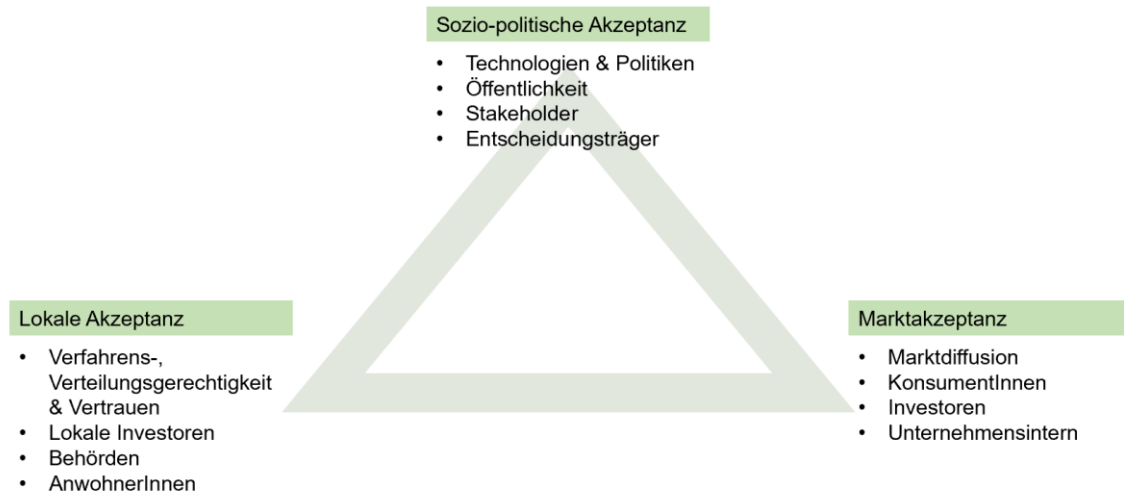 Sozio-politische Akzeptanz
• Technologien & Politiken
• Öffentlichkeit
• Stakeholder
• Entscheidungsträger
Lokale Akzeptanz
• Verfahrens-,
Verteilungsgerechtigkeit
& Vertrauen
• Lokale Investoren
• Behörden
• AnwohnerInnen
Marktakzeptanz
• Marktdiffusion
• KonsumentInnen
• Investoren
• Unternehmensintern